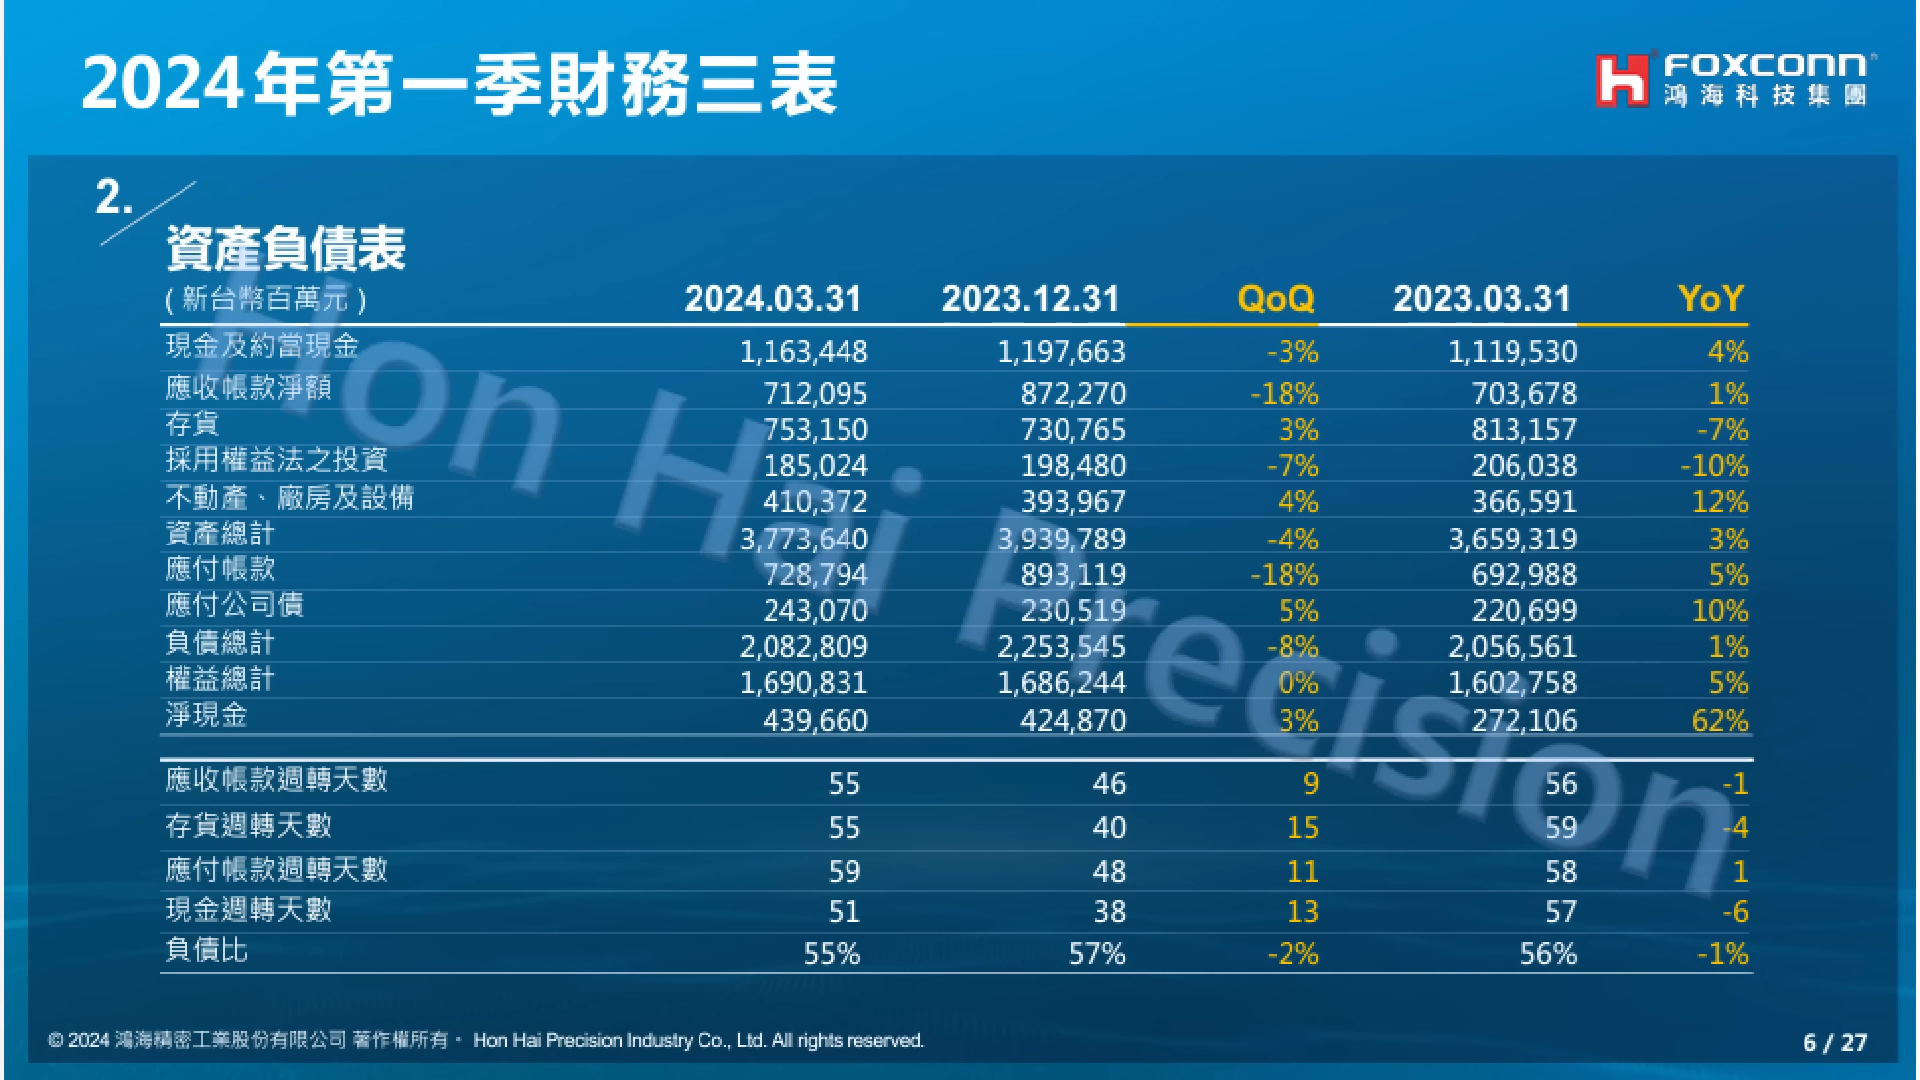 2024年第一季財務三表
FOXCONN
鴻海科技集團
2.
資產負債表
(新台幣百萬元) 2024.03.31 2023.12.31 QoQ 2023.03.31 YoY
現金及約當現金 1,163,448 1,197,663 -3% 1,119,530 4%
應收帳款淨額 712,095 872,270 -18% 703,678 1%
存貨 753,150 730,765 3% 813,157 -7%
採用權益法之投資 185,024 198,480 -7% 206,038 -10%
不動產、廠房及設備 410,372 393,967 4% 366,591 12%
資產總計 3,773,640 3,939,789 -4% 3,659,319 3%
應付帳款 728,794 893,119 -18% 692,988 5%
應付公司債 243,070 230,519 5% 220,699 10%
負債總計 2,082,809 2,253,545 -8% 2,056,561 1%
權益總計 1,690,831 1,686,244 0% 1,602,758 5%
淨現金 439,660 424,870 3% 272,106 62%
應收帳款週轉天數 55 46 9 56 -1
存貨週轉天數 55 40 15 59 -4
應付帳款週轉天數 59 48 11 58 1
現金週轉天數 51 38 13 57 -6
負債比 55% 57% -2% 56% -1%
Hon Hai Precision
© 2024 鴻海精密工業股份有限公司 著作權所有。 Hon Hai Precision Industry Co., Ltd. All rights reserved.
6 / 27